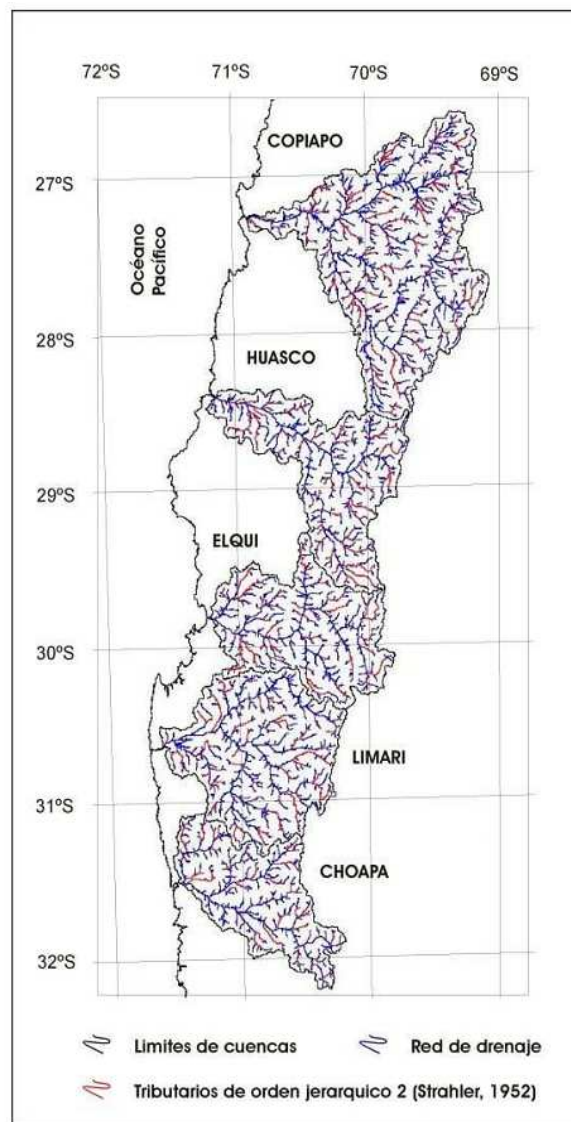 72ºS 71ºS 70ºS 69ºS
COPIAPO
27ºS
Océano
Pacífico
28ºS
HUASCO
29ºS
ELQUI
30ºS
LIMARI
31ºS
CHOAPA
32ºS
Limites de cuencas Red de drenaje
Tributarios de orden jerarquico 2 (Strahler, 1952)